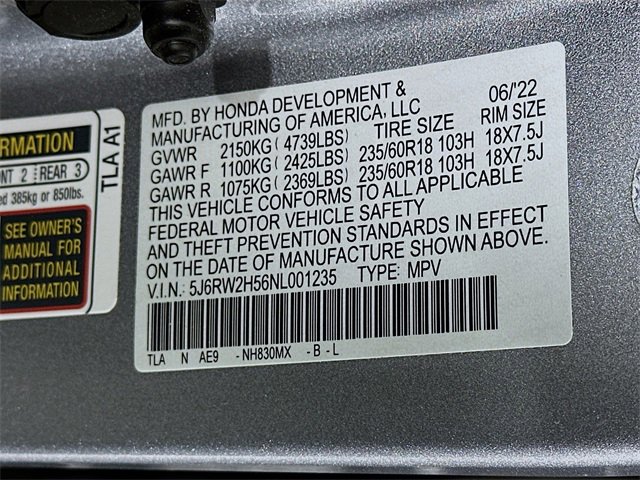 RMATION
NT 2 REAR 3
ed 385kg or 850lbs.
SEE OWNER'S
MANUAL FOR
ADDITIONAL
INFORMATION
TLA A1
MFD. BY HONDA DEVELOPMENT & 06/'22
MANUFACTURING OF AMERICA, LLC
TIRE SIZE RIM SIZE
GVWR 2150KG ( 4739LBS)
GAWR F 1100KG ( 2425LBS) 235/60R18 103H 18X7.5J
GAWR R 1075KG ( 2369LBS) 235/60R18 103H 18X7.5J
THIS VEHICLE CONFORMS TO ALL APPLICABLE
FEDERAL MOTOR VEHICLE SAFETY
AND THEFT PREVENTION STANDARDS IN EFFECT
ON THE DATE OF MANUFACTURE SHOWN ABOVE.
V.I.N.: 5J6RW2H56NL001235 TYPE: MPV
TLA N AE9 - NH830MX - B - L